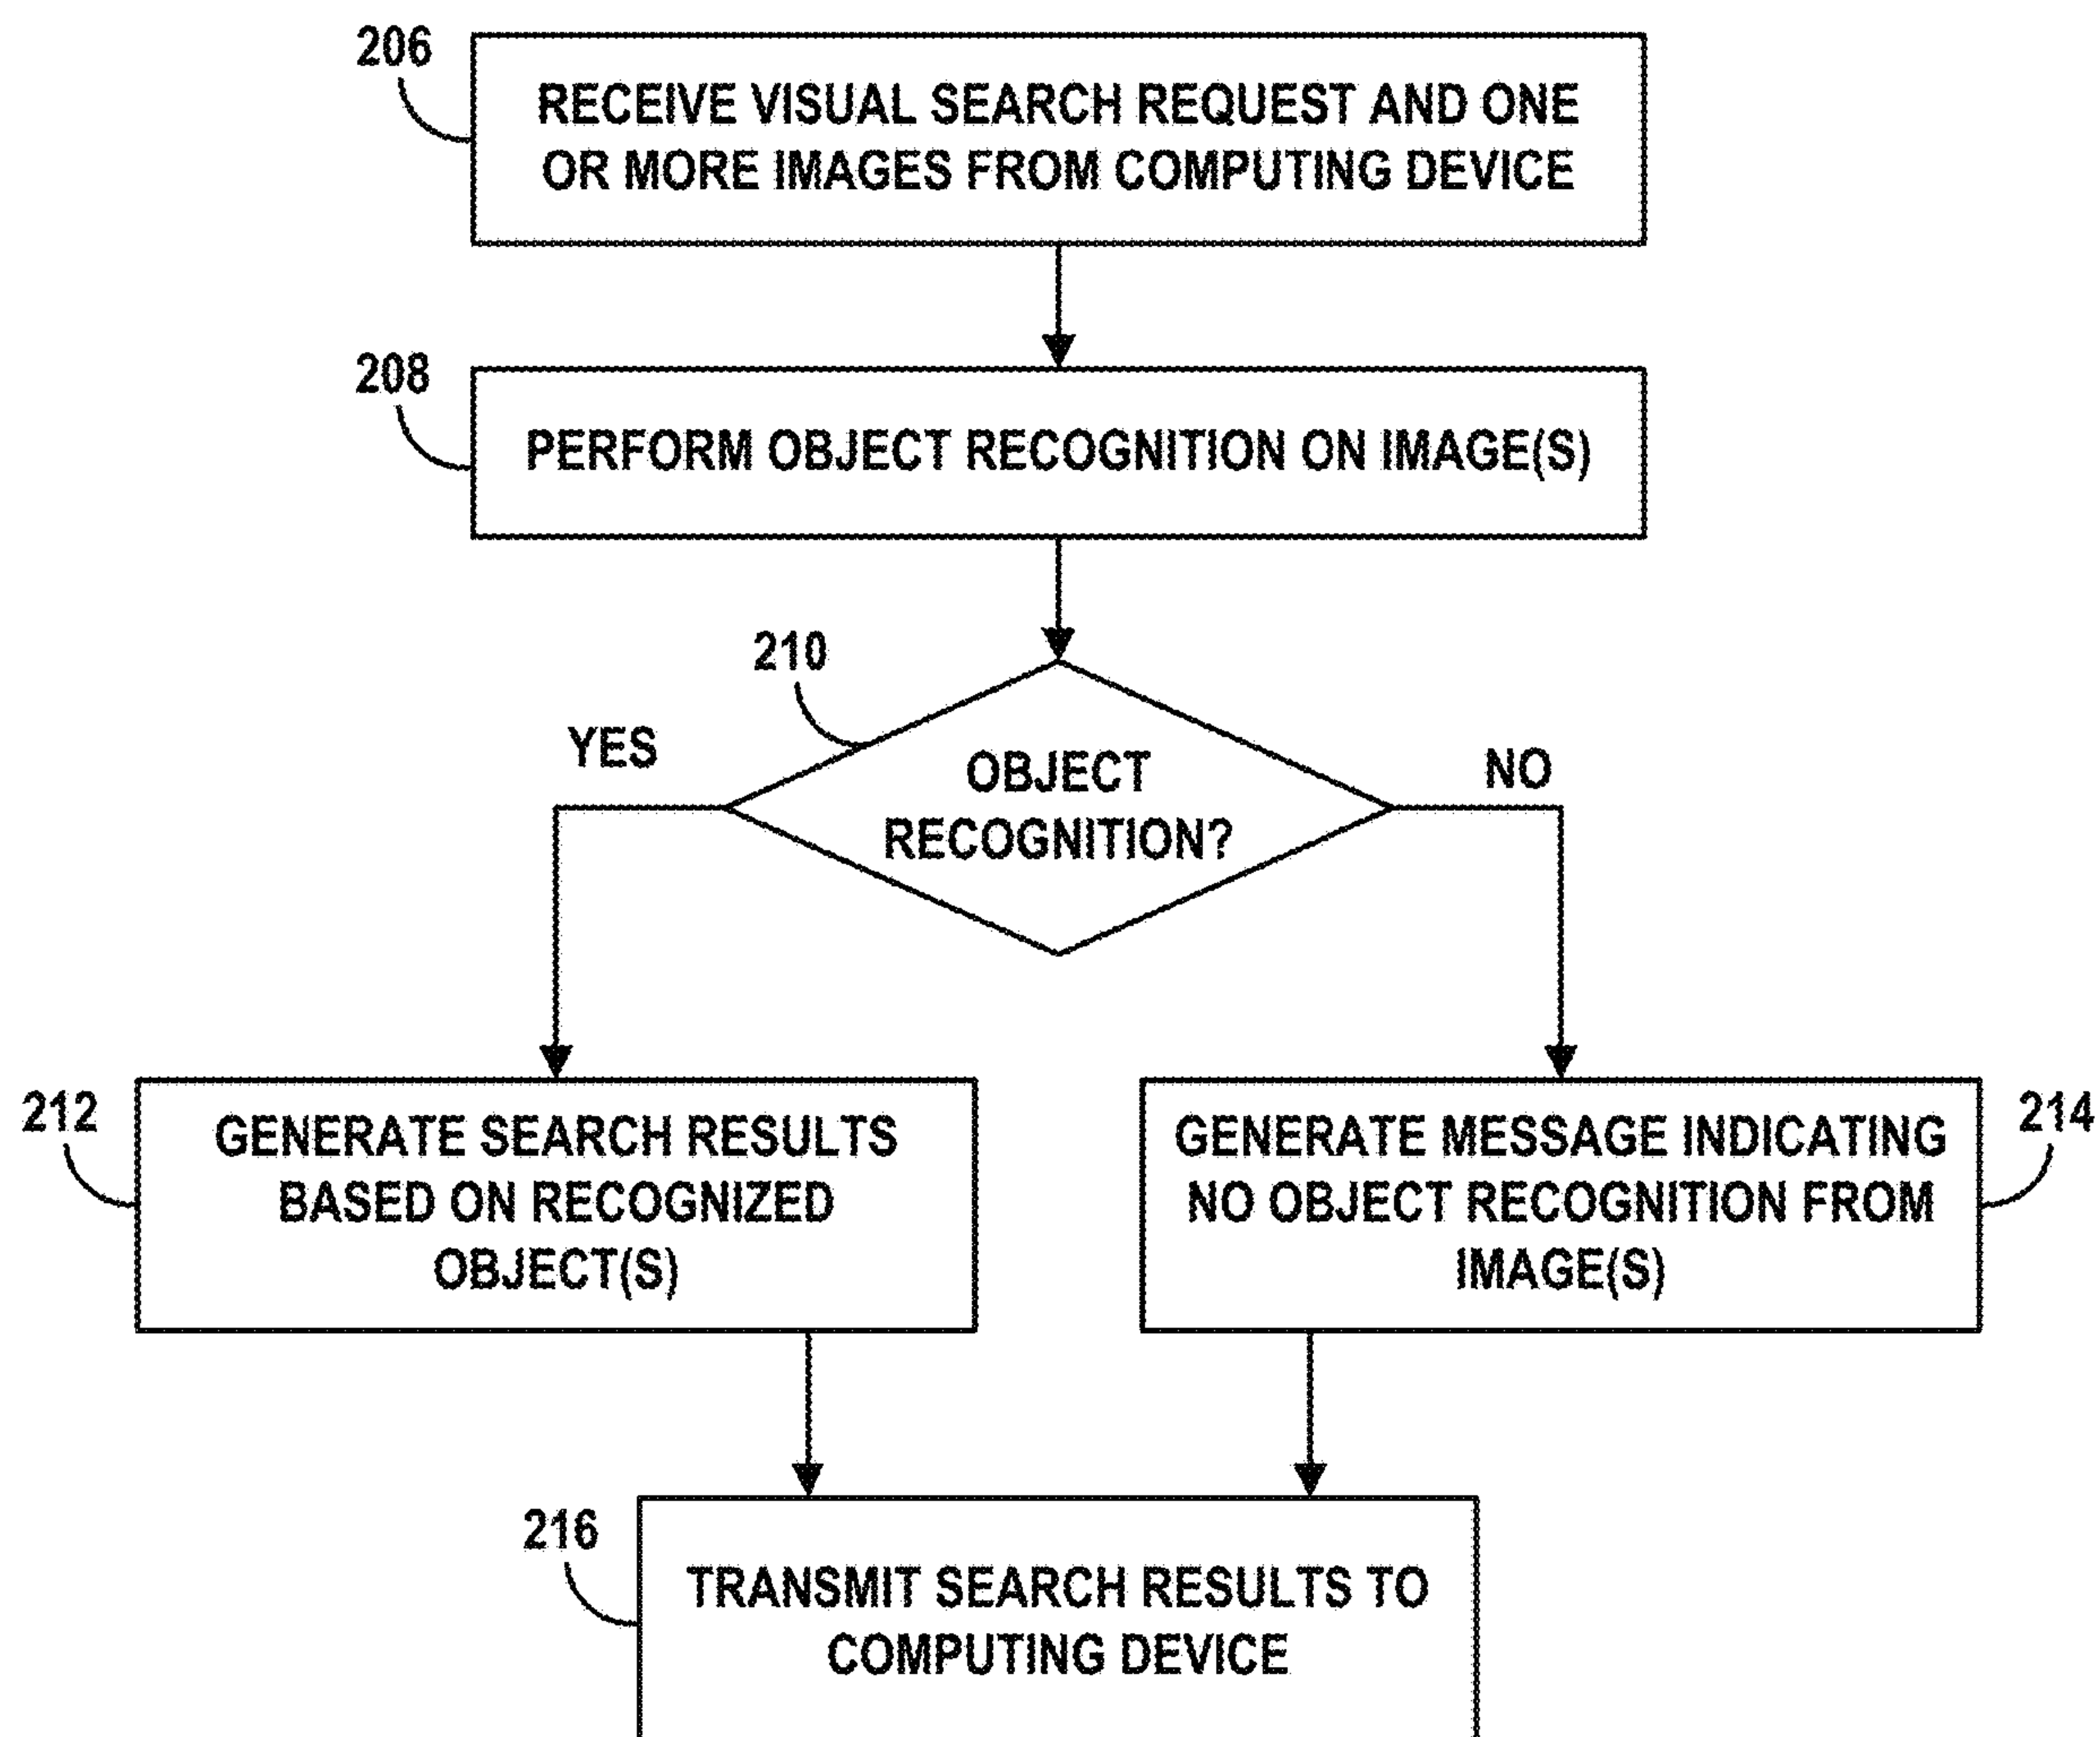 206
RECEIVE VISUAL SEARCH REQUEST AND ONE
OR MORE IMAGES FROM COMPUTING DEVICE
208
PERFORM OBJECT RECOGNITION ON IMAGE(S)
210
YES
OBJECT
RECOGNITION?
NO
212
GENERATE SEARCH RESULTS
BASED ON RECOGNIZED
OBJECT(S)
GENERATE MESSAGE INDICATING
NO OBJECT RECOGNITION FROM
IMAGE(S)
214
216
TRANSMIT SEARCH RESULTS TO
COMPUTING DEVICE